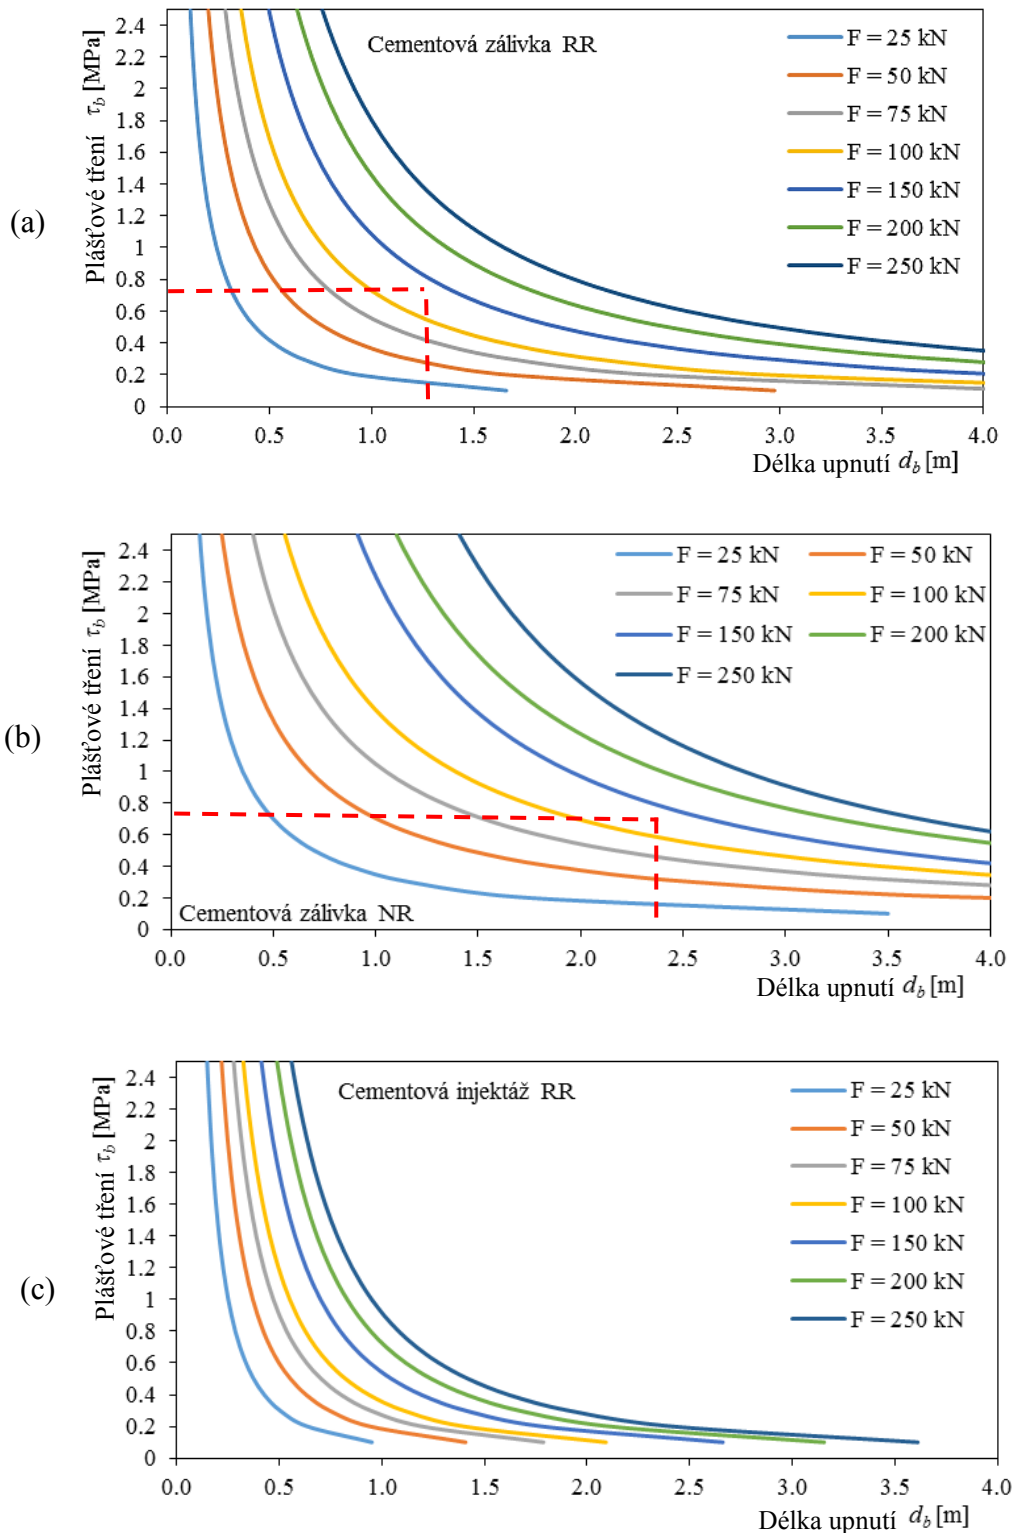 (a)
Plášťové tření τb [MPa]
2.4
2.2
2
1.8
1.6
1.4
1.2
1
0.8
0.6
0.4
0.2
0
Cementová zálivka RR
F = 25 kN
F = 50 kN
F = 75 kN
F = 100 kN
F = 150 kN
F = 200 kN
F = 250 kN
0.0 0.5 1.0 1.5 2.0 2.5 3.0 3.5 4.0
Délka upnutí db [m]
(b)
Plášťové tření τb [MPa]
2.4
2.2
2
1.8
1.6
1.4
1.2
1
0.8
0.6
0.4
0.2
0
F = 25 kN F = 50 kN
F = 75 kN F = 100 kN
F = 150 kN F = 200 kN
F = 250 kN
Cementová zálivka NR
0.0 0.5 1.0 1.5 2.0 2.5 3.0 3.5 4.0
Délka upnutí db [m]
(c)
Plášťové tření τb [MPa]
2.4
2.2
2
1.8
1.6
1.4
1.2
1
0.8
0.6
0.4
0.2
0
Cementová injektáž RR
F = 25 kN
F = 50 kN
F = 75 kN
F = 100 kN
F = 150 kN
F = 200 kN
F = 250 kN
0.0 0.5 1.0 1.5 2.0 2.5 3.0 3.5 4.0
Délka upnutí db [m]